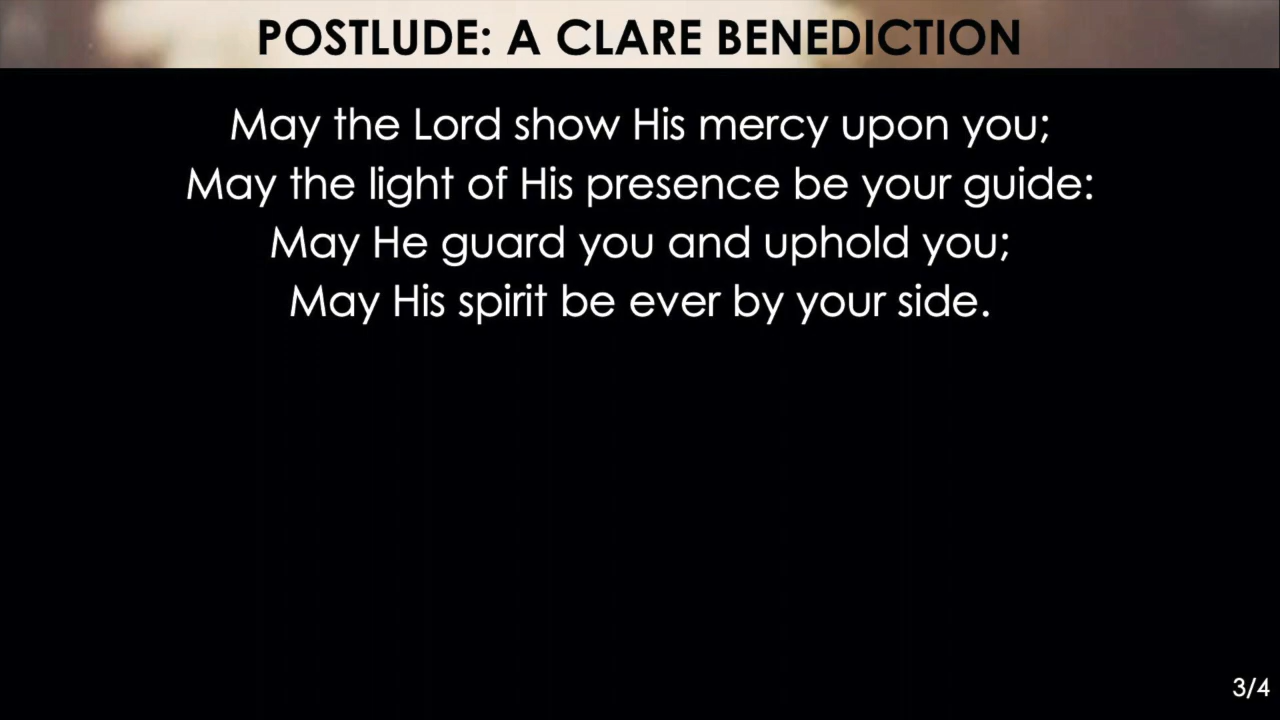 POSTLUDE: A CLARE BENEDICTION
May the Lord show His mercy upon you;
May the light of His presence be your guide:
May He guard you and uphold you;
May His spirit be ever by your side.
3/4